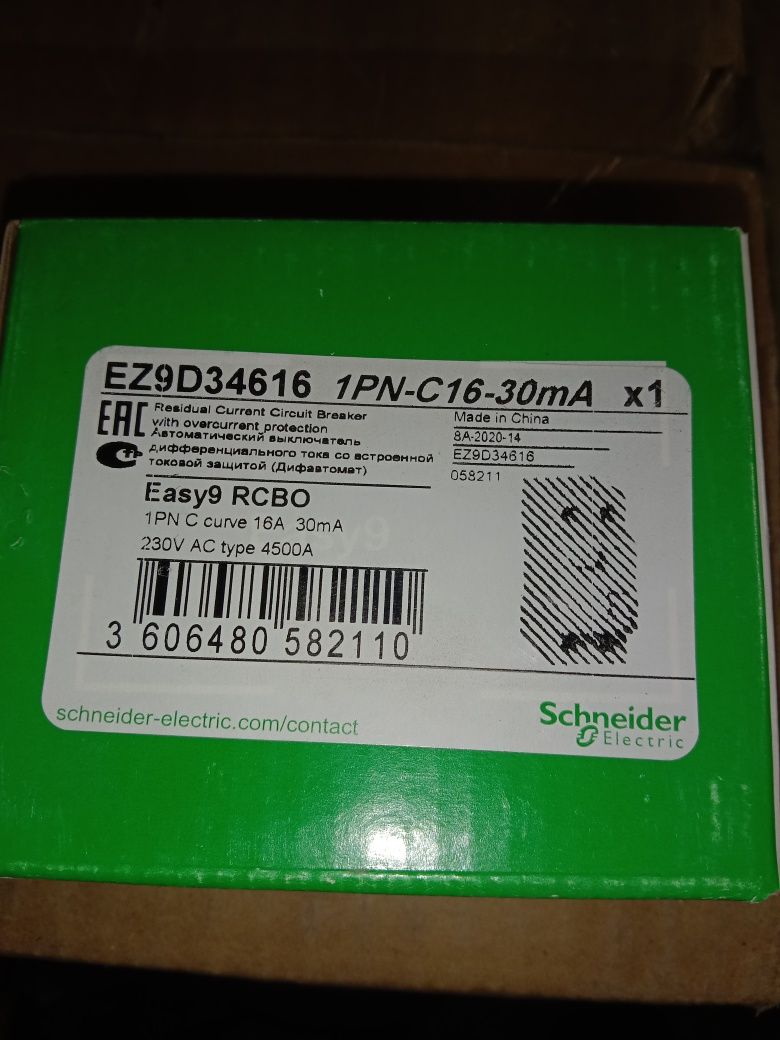 EZ9D34616 1PN-C16-30mA x1
EAC
Residual Current Circuit Breaker
with overcurrent protection
Автоматический выключатель
дифференциального тока со встроенной
токовой защитой (Дифавтомат)
Made in China
8A-2020-14
EZ9D34616
058211
Easy9 RCBO
1PN C curve 16A 30mA
230V AC type 4500A
3 606480 582110
schneider-electric.com/contact
Schneider
Electric